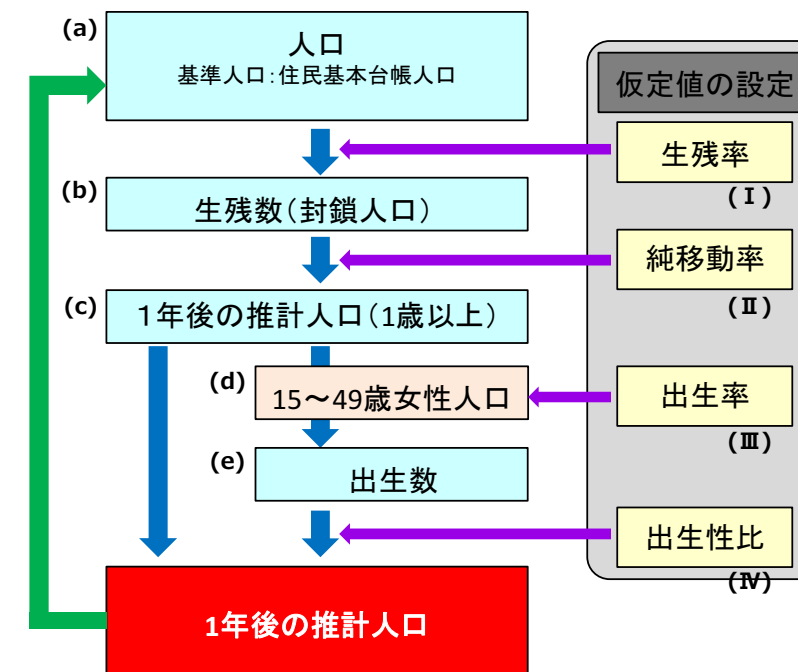 (a)
人口
基準人口：住民基本台帳人口
仮定値の設定
生残率
(Ⅰ)
(b)
生残数（封鎖人口）
純移動率
(Ⅱ)
(c)
１年後の推計人口（1歳以上）
(d)
15～49歳女性人口
出生率
(Ⅲ)
(e)
出生数
出生性比
(Ⅳ)
1年後の推計人口